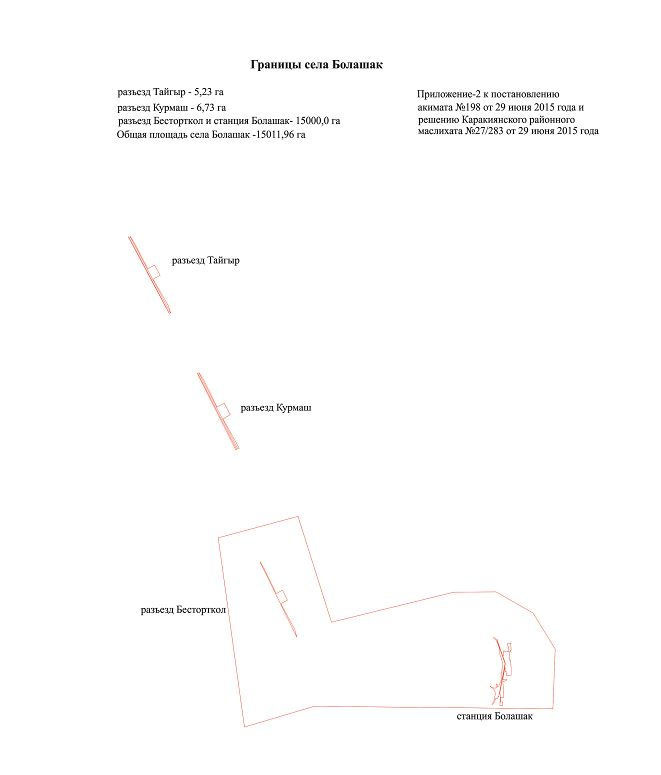 Границы села Болашак
разъезд Тайгыр - 5,23 га
разъезд Курмаш - 6,73 га
разъезд Бесторткол и станция Болашак- 15000,0 га
Общая площадь села Болашак -15011,96 га
Приложение-2 к постановлению
акимата №198 от 29 июня 2015 года и
решению Каракиянского районного
маслихата №27/283 от 29 июня 2015 года
разъезд Тайгыр
разъезд Курмаш
разъезд Бесторткол
станция Болашак